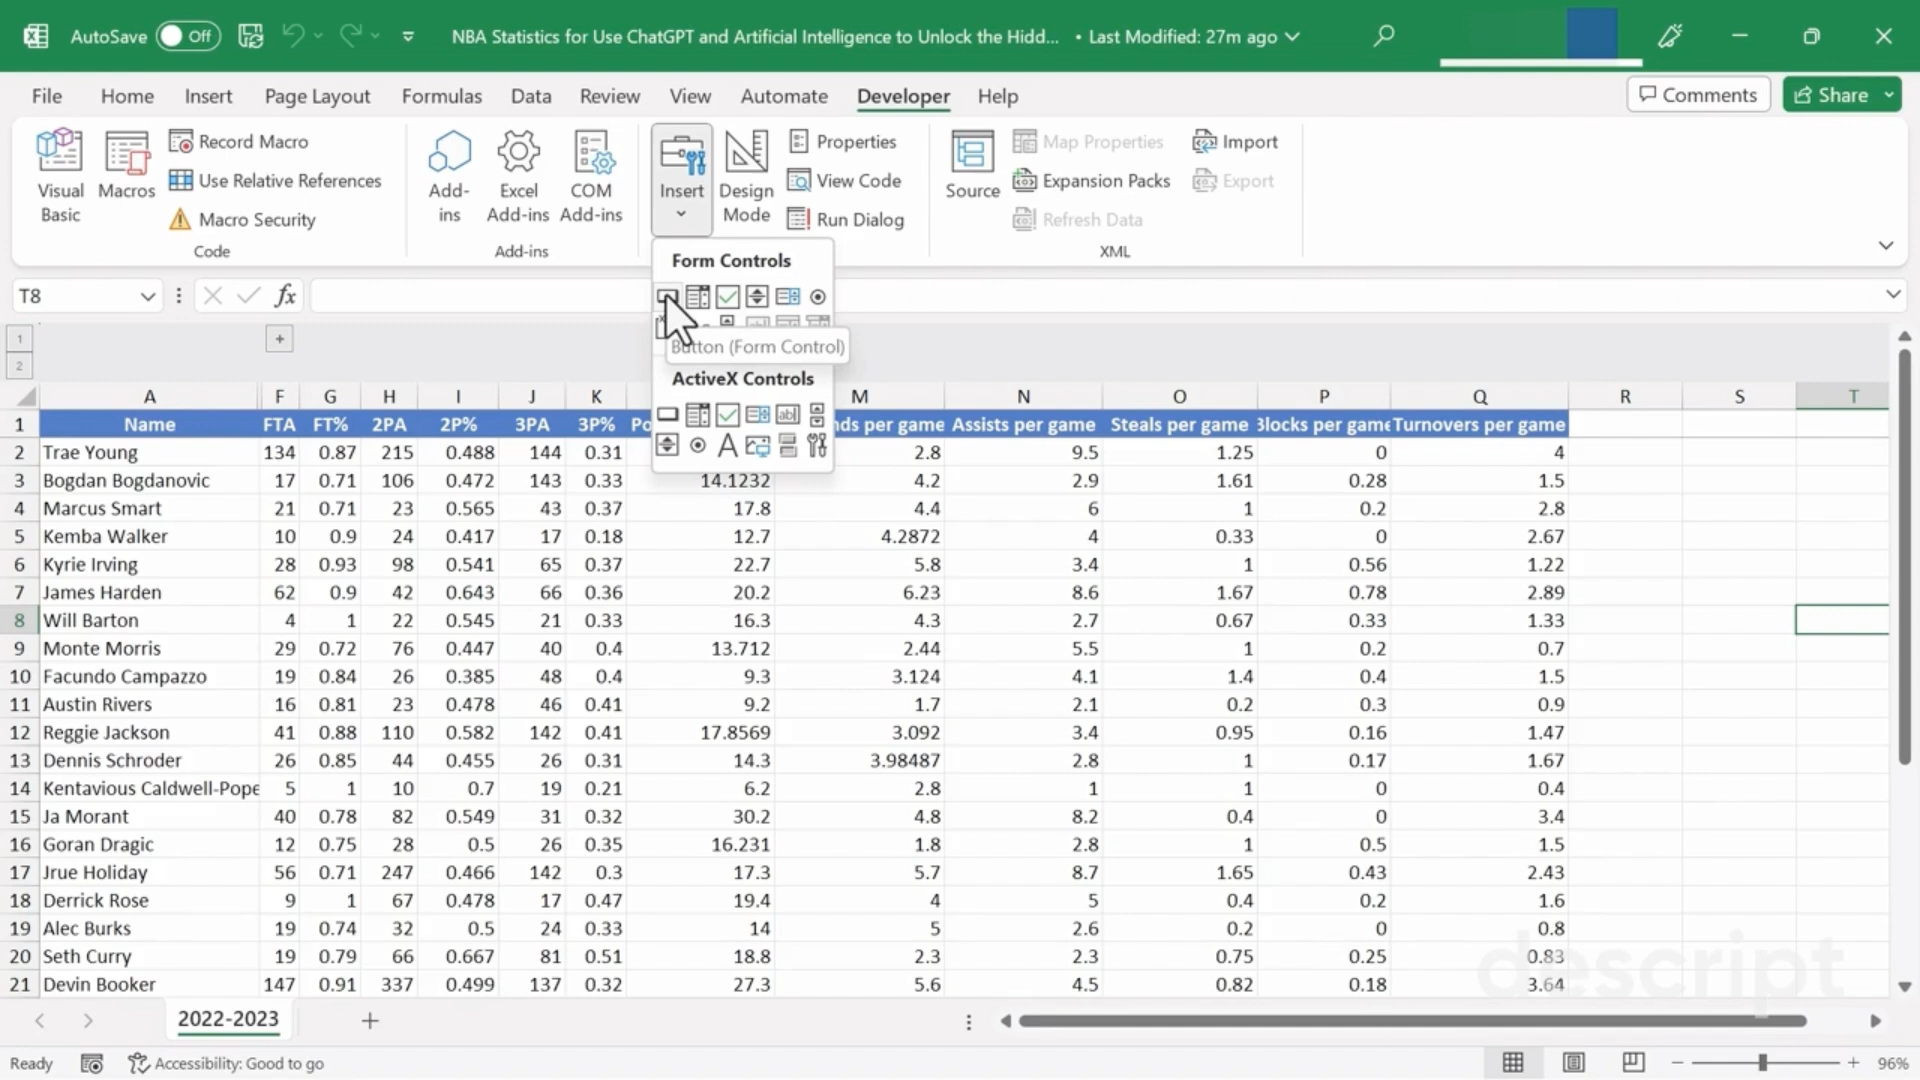 AutoSave Off NBA Statistics for Use ChatGPT and Artificial Intelligence to Unlock the Hidd... • Last Modified: 27m ago
File Home Insert Page Layout Formulas Data Review View Automate Developer Help Comments Share
Visual Basic Macros Record Macro Use Relative References Macro Security
Code
Add-ins Excel Add-ins COM Add-ins
Add-ins
Insert Design Mode Properties View Code Run Dialog
Source Map Properties Expansion Packs Refresh Data Import Export
XML
Form Controls
Button (Form Control)
ActiveX Controls
T8 fx
1
2
A F G H I J K M N O P Q R S T
1 Name FTA FT% 2PA 2P% 3PA 3P% Po nds per game Assists per game Steals per game Blocks per game Turnovers per game
2 Trae Young 134 0.87 215 0.488 144 0.31 2.8 9.5 1.25 0 4
3 Bogdan Bogdanovic 17 0.71 106 0.472 143 0.33 14.1232 4.2 2.9 1.61 0.28 1.5
4 Marcus Smart 21 0.71 23 0.565 43 0.37 17.8 4.4 6 1 0.2 2.8
5 Kemba Walker 10 0.9 24 0.417 17 0.18 12.7 4.2872 4 0.33 0 2.67
6 Kyrie Irving 28 0.93 98 0.541 65 0.37 22.7 5.8 3.4 1 0.56 1.22
7 James Harden 62 0.9 42 0.643 66 0.36 20.2 6.23 8.6 1.67 0.78 2.89
8 Will Barton 4 1 22 0.545 21 0.33 16.3 4.3 2.7 0.67 0.33 1.33
9 Monte Morris 29 0.72 76 0.447 40 0.4 13.712 2.44 5.5 1 0.2 0.7
10 Facundo Campazzo 19 0.84 26 0.385 48 0.4 9.3 3.124 4.1 1.4 0.4 1.5
11 Austin Rivers 16 0.81 23 0.478 46 0.41 9.2 1.7 2.1 0.2 0.3 0.9
12 Reggie Jackson 41 0.88 110 0.582 142 0.41 17.8569 3.092 3.4 0.95 0.16 1.47
13 Dennis Schroder 26 0.85 44 0.455 26 0.31 14.3 3.98487 2.8 1 0.17 1.67
14 Kentavious Caldwell-Pope 5 1 10 0.7 19 0.21 6.2 2.8 1 1 0 0.4
15 Ja Morant 40 0.78 82 0.549 31 0.32 30.2 4.8 8.2 0.4 0 3.4
16 Goran Dragic 12 0.75 28 0.5 26 0.35 16.231 1.8 2.8 1 0.5 1.5
17 Jrue Holiday 56 0.71 247 0.466 142 0.3 17.3 5.7 8.7 1.65 0.43 2.43
18 Derrick Rose 9 1 67 0.478 17 0.47 19.4 4 5 0.4 0.2 1.6
19 Alec Burks 19 0.74 32 0.5 24 0.33 14 5 2.6 0.2 0 0.8
20 Seth Curry 19 0.79 66 0.667 81 0.51 18.8 2.3 2.3 0.75 0.25 0.83
21 Devin Booker 147 0.91 337 0.499 137 0.32 27.3 5.6 4.5 0.82 0.18 3.64
descript
2022-2023
Ready Accessibility: Good to go 96%